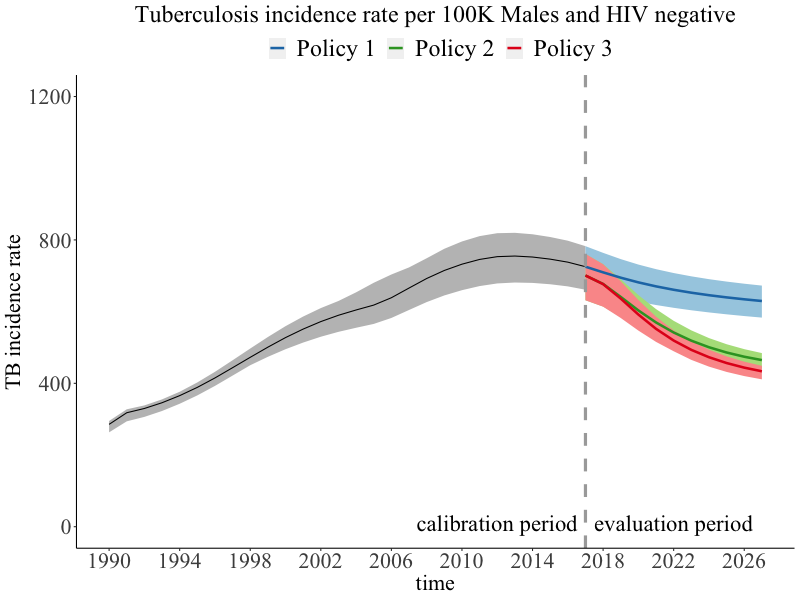 Tuberculosis incidence rate per 100K Males and HIV negative
Policy 1 Policy 2 Policy 3
1200
800
400
0
TB incidence rate
calibration period evaluation period
1990 1994 1998 2002 2006 2010 2014 2018 2022 2026
time